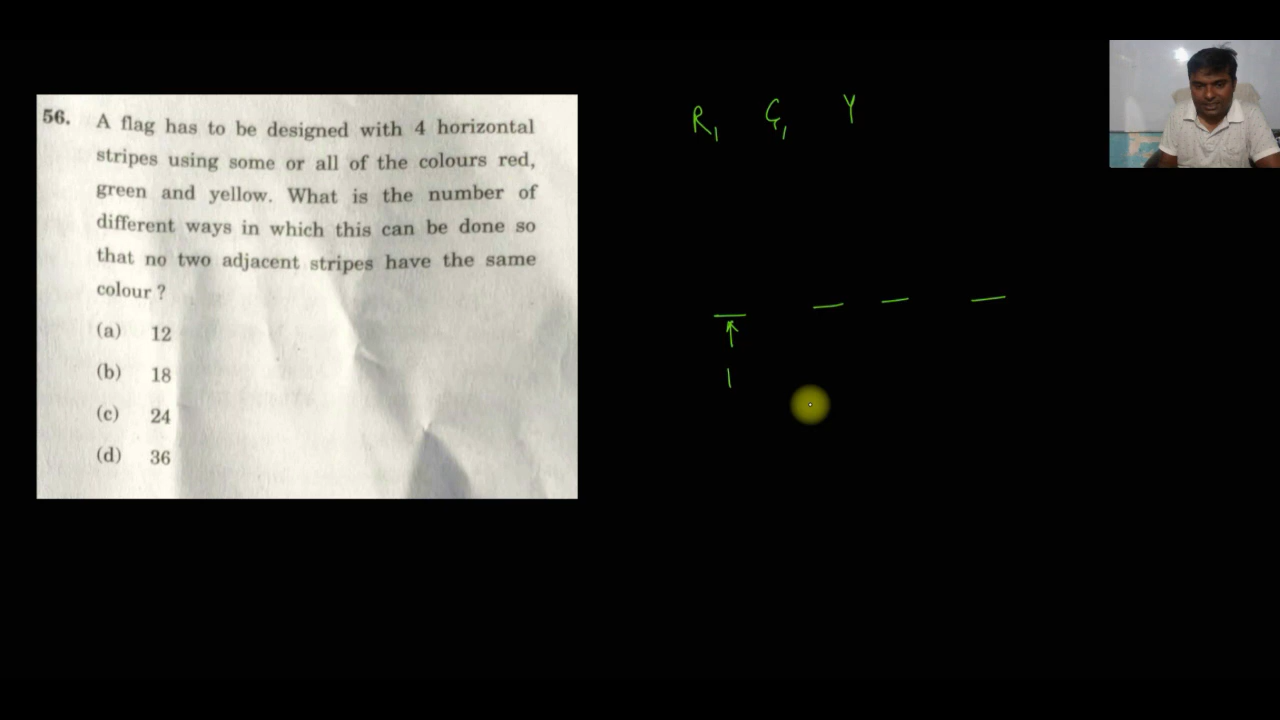 56. A flag has to be designed with 4 horizontal
stripes using some or all of the colours red,
green and yellow. What is the number of
different ways in which this can be done so
that no two adjacent stripes have the same
colour ?
(a) 12
(b) 18
(c) 24
(d) 36
R, G, Y
1